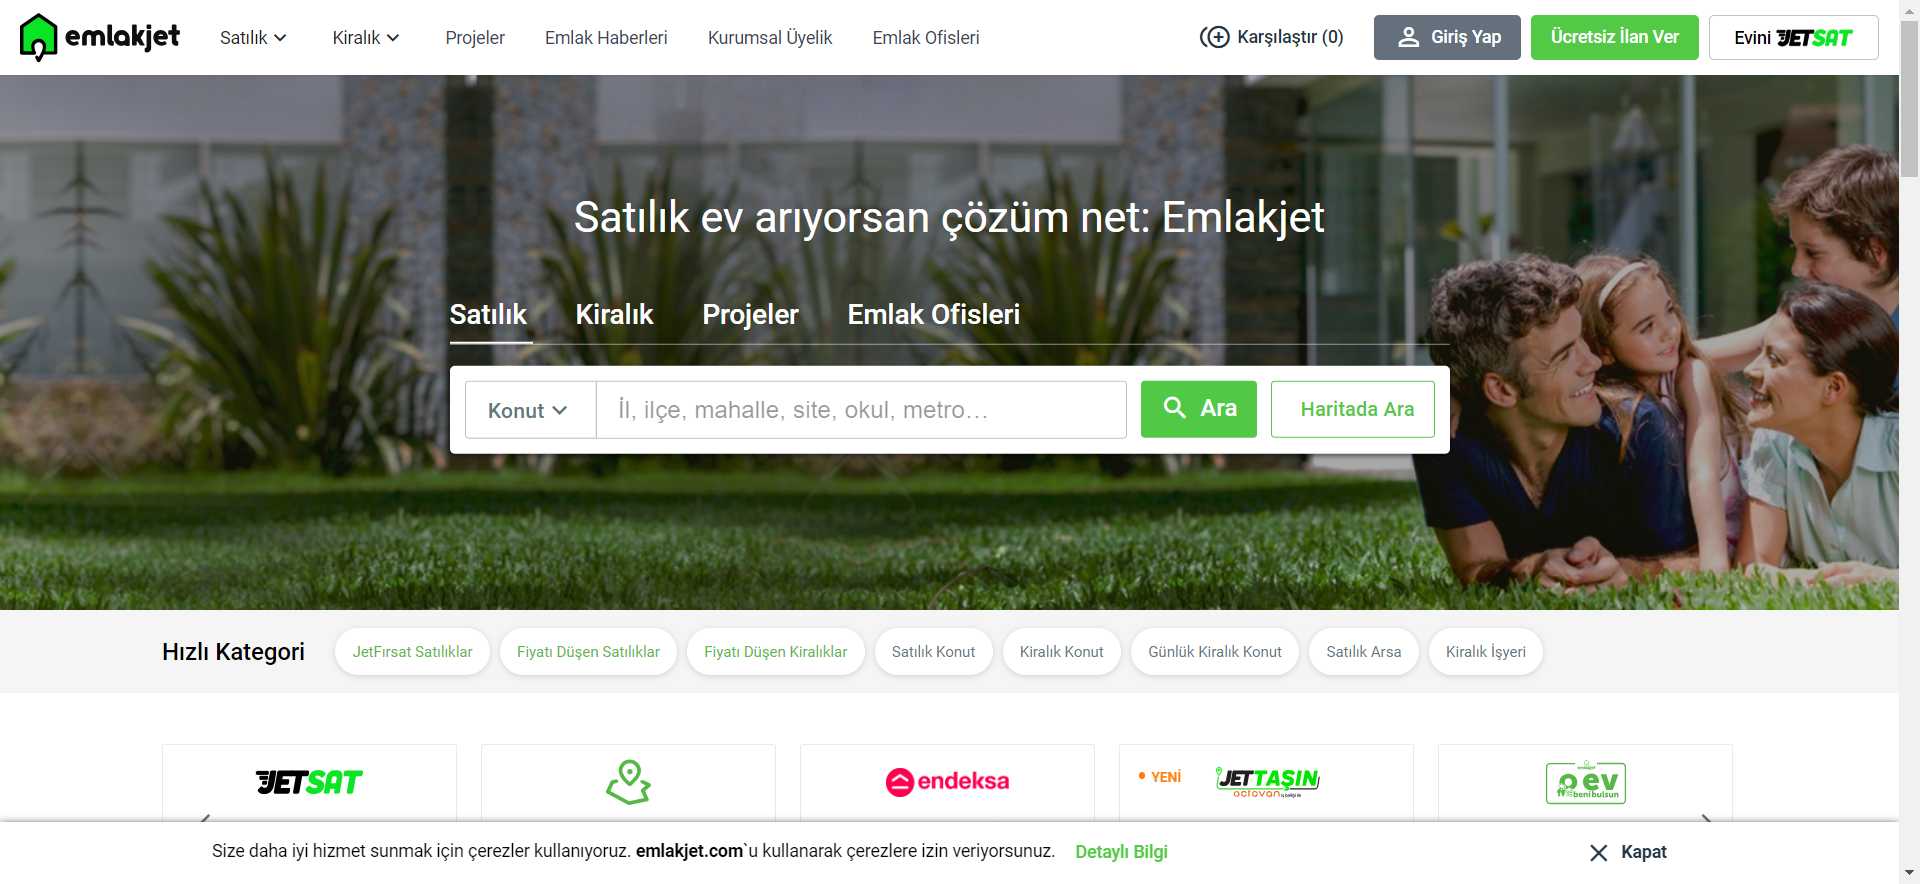 emlakjet
Satılık
Kiralık
Projeler
Emlak Haberleri
Kurumsal Üyelik
Emlak Ofisleri
Karşılaştır (0)
Giriş Yap
Ücretsiz İlan Ver
Evini JETSAT
Satılık ev arıyorsan çözüm net: Emlakjet
Satılık
Kiralık
Projeler
Emlak Ofisleri
Konut
İl, ilçe, mahalle, site, okul, metro...
Ara
Haritada Ara
Hızlı Kategori
JetFırsat Satılıklar
Fiyatı Düşen Satılıklar
Fiyatı Düşen Kiralıklar
Satılık Konut
Kiralık Konut
Günlük Kiralık Konut
Satılık Arsa
Kiralık İşyeri
JETSAT
endeksa
YENİ
JETTAŞIN
octovan
o ev
beni bulsun
Size daha iyi hizmet sunmak için çerezler kullanıyoruz. emlakjet.com`u kullanarak çerezlere izin veriyorsunuz.
Detaylı Bilgi
Kapat